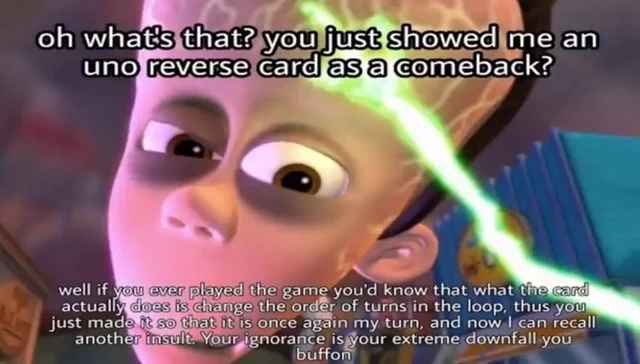 oh what's that? you just showed me an
uno reverse card as a comeback?
well if you ever played the game you'd know that what the card
actually does is change the order of turns in the loop, thus you
just made it so that it is once again my turn, and now I can recall
another insult. Your ignorance is your extreme downfall you
buffon